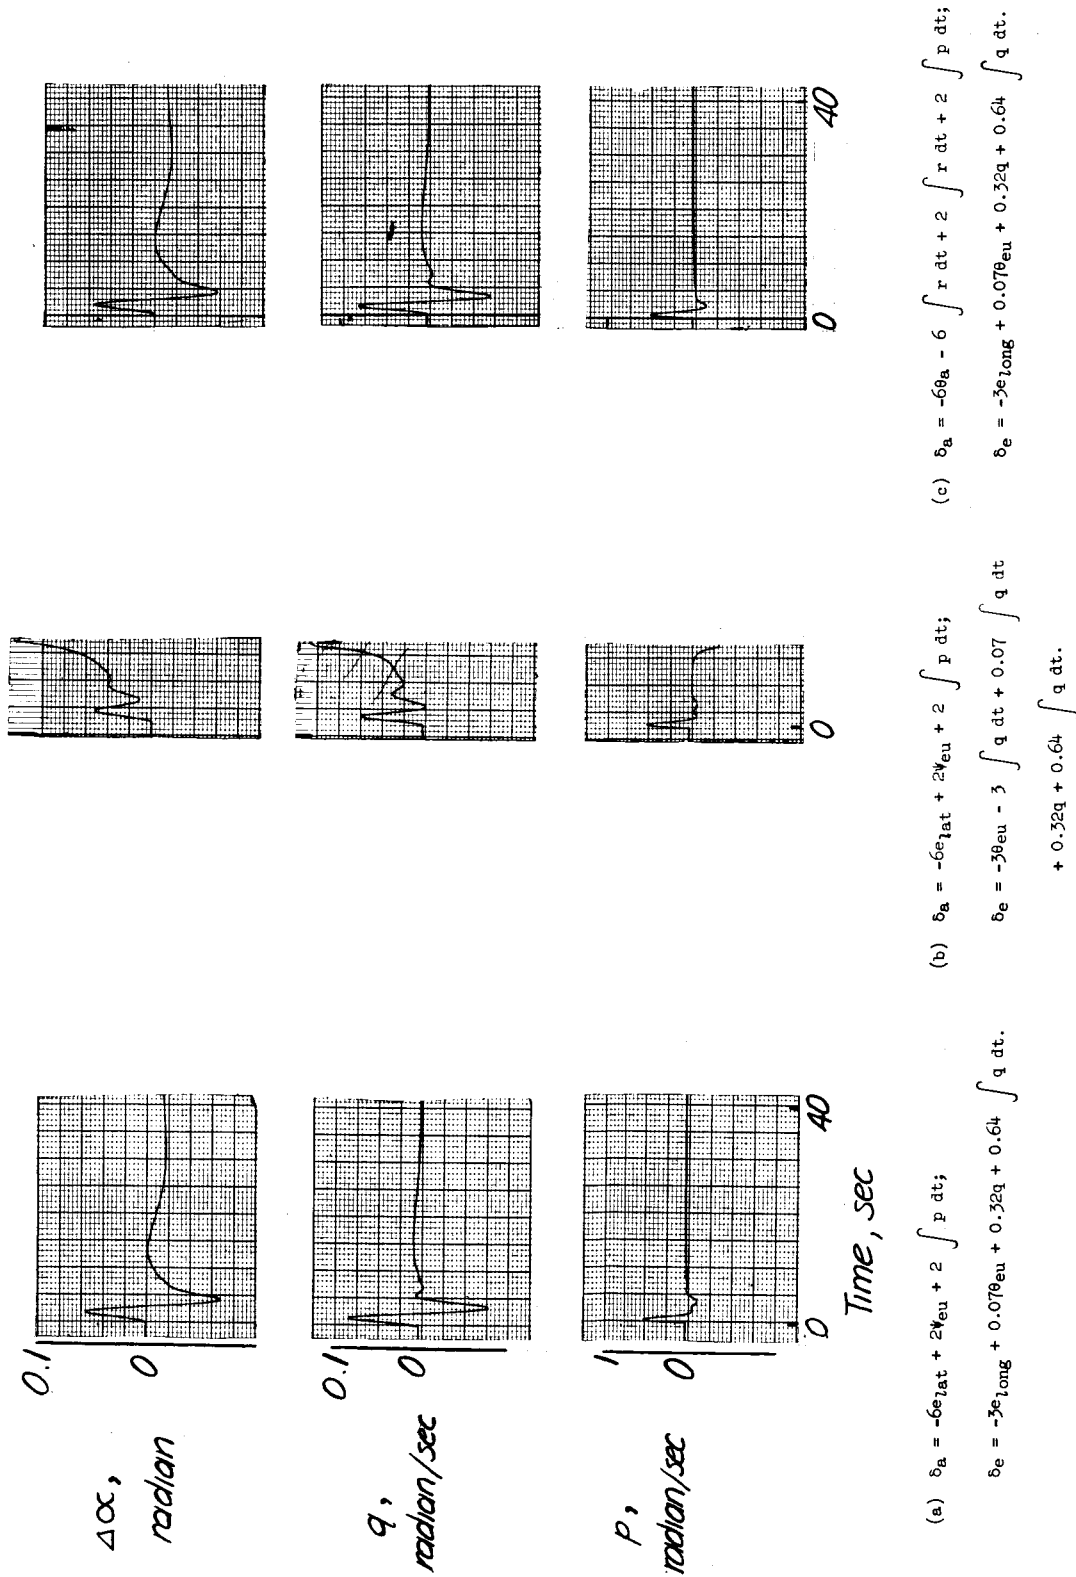 Δα,
radian
0.1
0
q,
radian/sec
0.1
0
p,
radian/sec
1
0
0
40
0
0
40
Time, sec
(a) δa = -6elat + 2ψeu + 2 ∫ p dt;
δe = -3elong + 0.07θeu + 0.32q + 0.64 ∫ q dt.
(b) δa = -6elat + 2ψeu + 2 ∫ p dt;
δe = -3θeu - 3 ∫ q dt + 0.07 ∫ q dt
+ 0.32q + 0.64 ∫ q dt.
(c) δa = -6θa - 6 ∫ r dt + 2 ∫ r dt + 2 ∫ p dt;
δe = -3elong + 0.07θeu + 0.32q + 0.64 ∫ q dt.